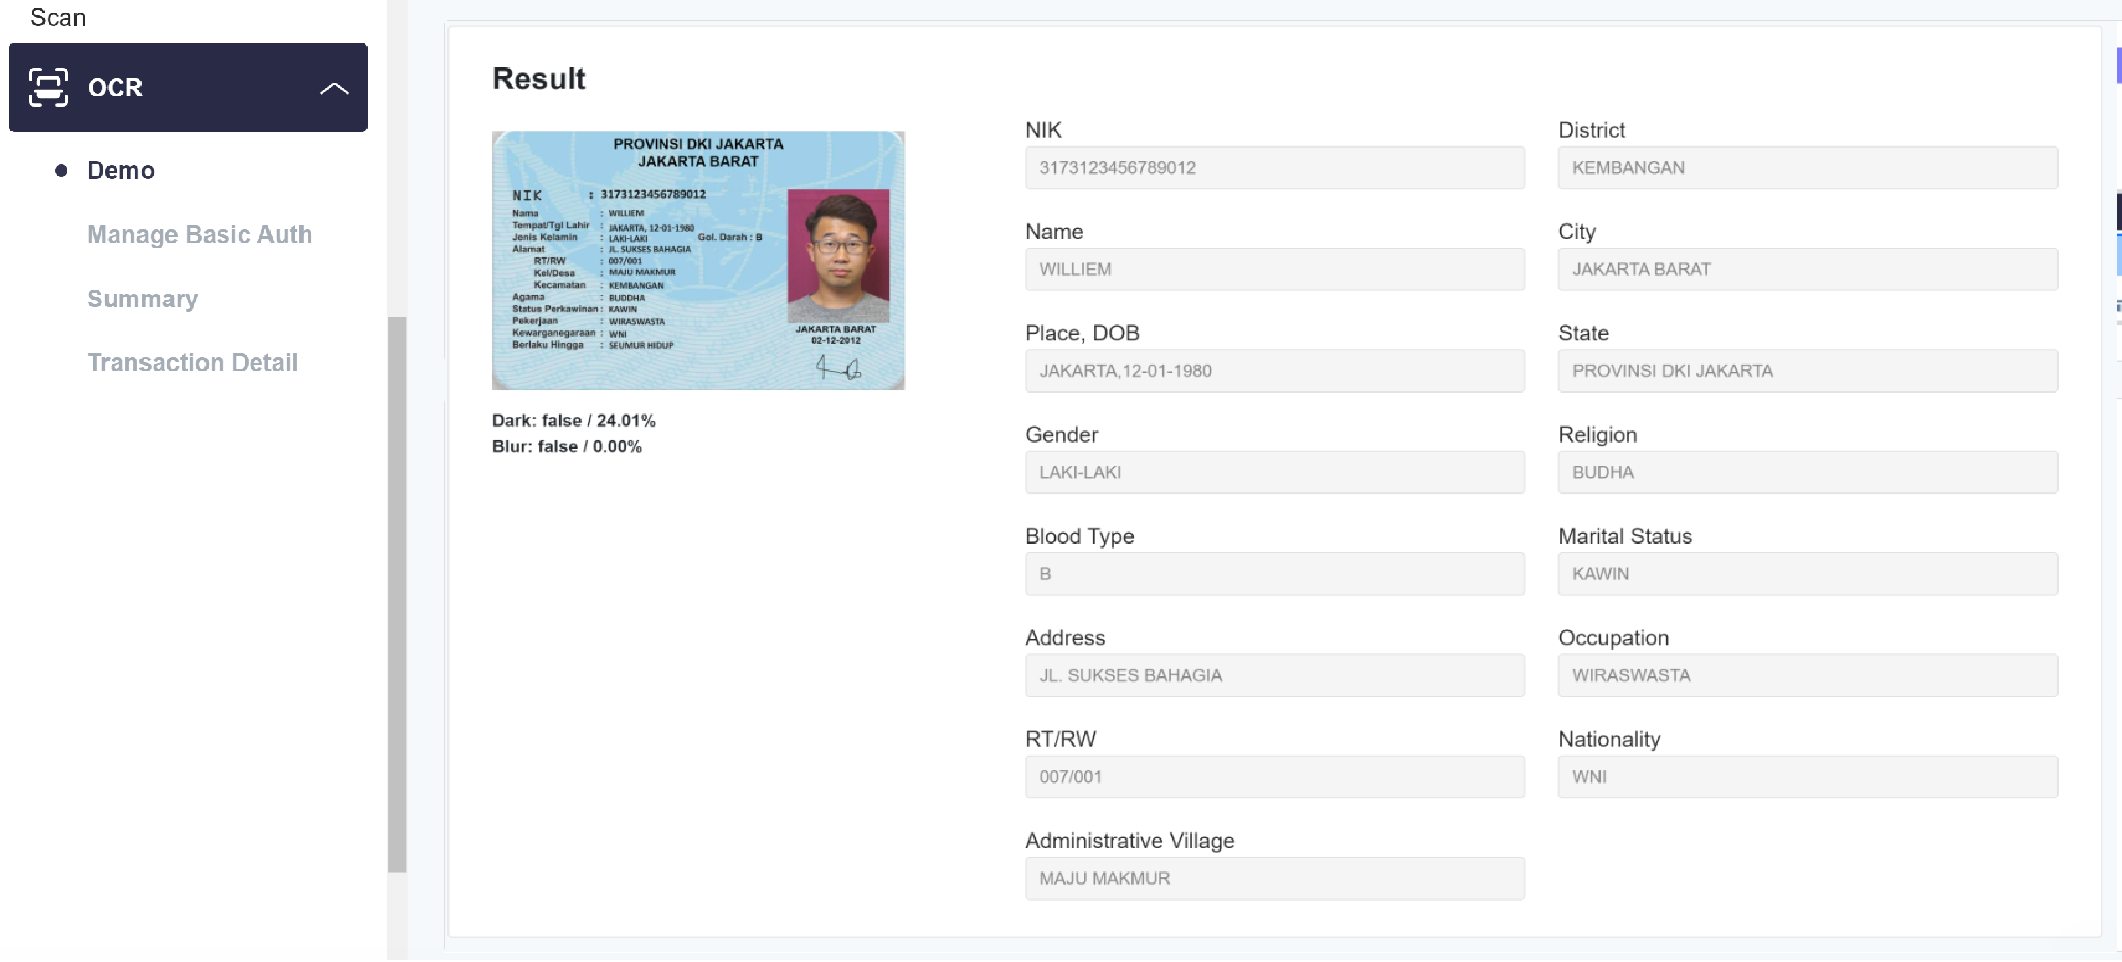 Scan
OCR
Demo
Manage Basic Auth
Summary
Transaction Detail
Result
PROVINSI DKI JAKARTA
JAKARTA BARAT
NIK : 3173123456789012
Nama : WILLIEM
Tempat/Tgl Lahir : JAKARTA, 12-01-1980
Jenis Kelamin : LAKI-LAKI Gol. Darah : B
Alamat : JL. SUKSES BAHAGIA
RT/RW : 007/001
Kel/Desa : MAJU MAKMUR
Kecamatan : KEMBANGAN
Agama : BUDDHA
Status Perkawinan : KAWIN
Pekerjaan : WIRASWASTA
Kewarganegaraan : WNI
Berlaku Hingga : SEUMUR HIDUP
JAKARTA BARAT
02-12-2012
Dark: false / 24.01%
Blur: false / 0.00%
NIK
3173123456789012
Name
WILLIEM
Place, DOB
JAKARTA,12-01-1980
Gender
LAKI-LAKI
Blood Type
B
Address
JL. SUKSES BAHAGIA
RT/RW
007/001
Administrative Village
MAJU MAKMUR
District
KEMBANGAN
City
JAKARTA BARAT
State
PROVINSI DKI JAKARTA
Religion
BUDHA
Marital Status
KAWIN
Occupation
WIRASWASTA
Nationality
WNI